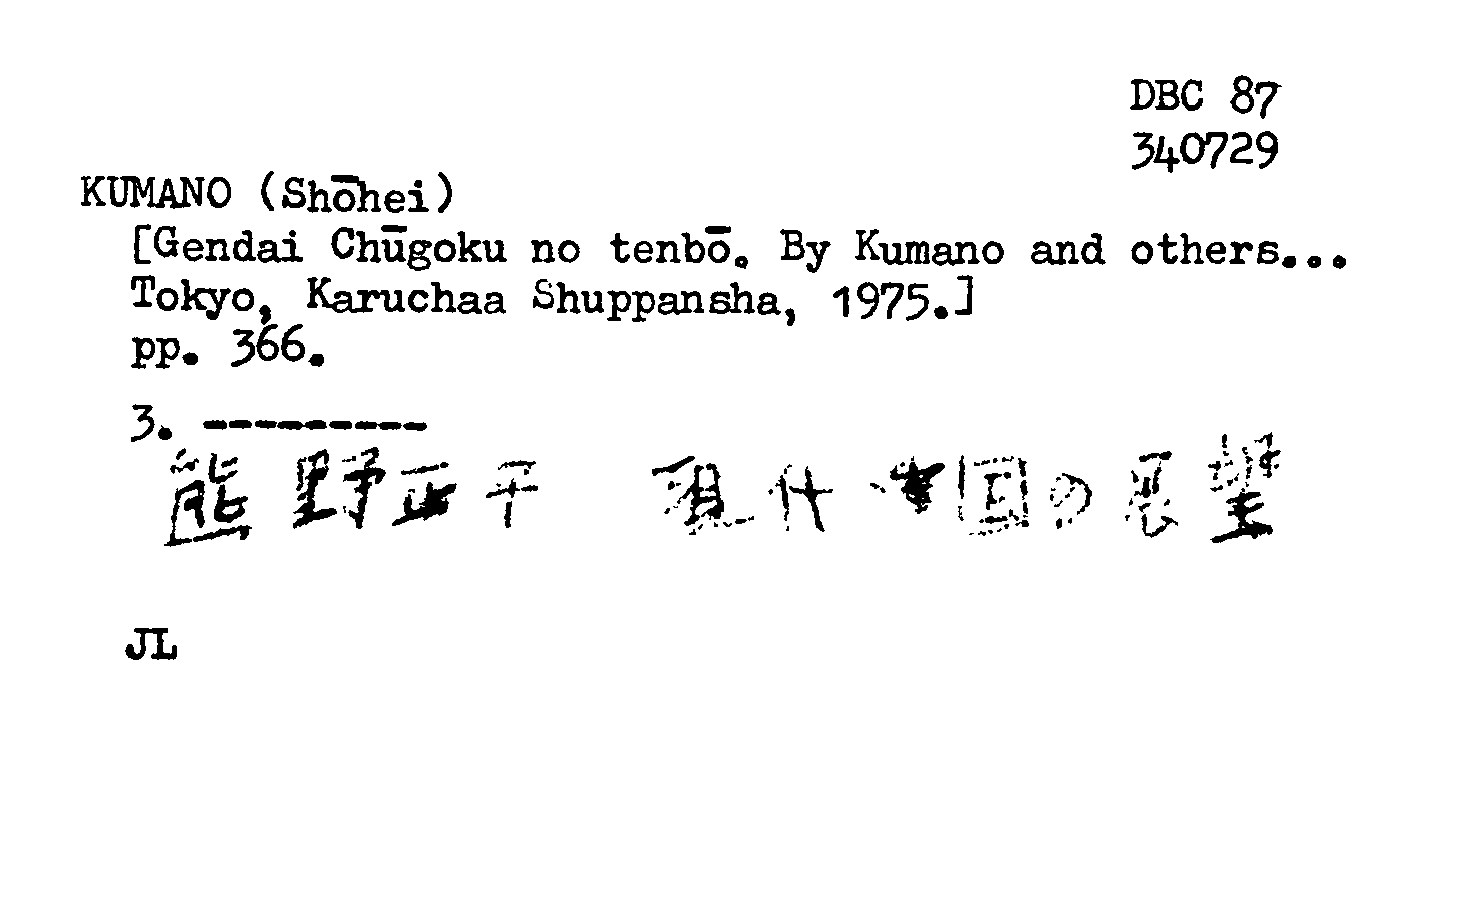 DBC 87
340729
KUMANO (Shōhei)
[Gendai Chūgoku no tenbō. By Kumano and others...
Tokyo, Karuchaa Shuppansha, 1975.]
pp. 366.
3. ---------
熊野正平 現代中国の展望
JL